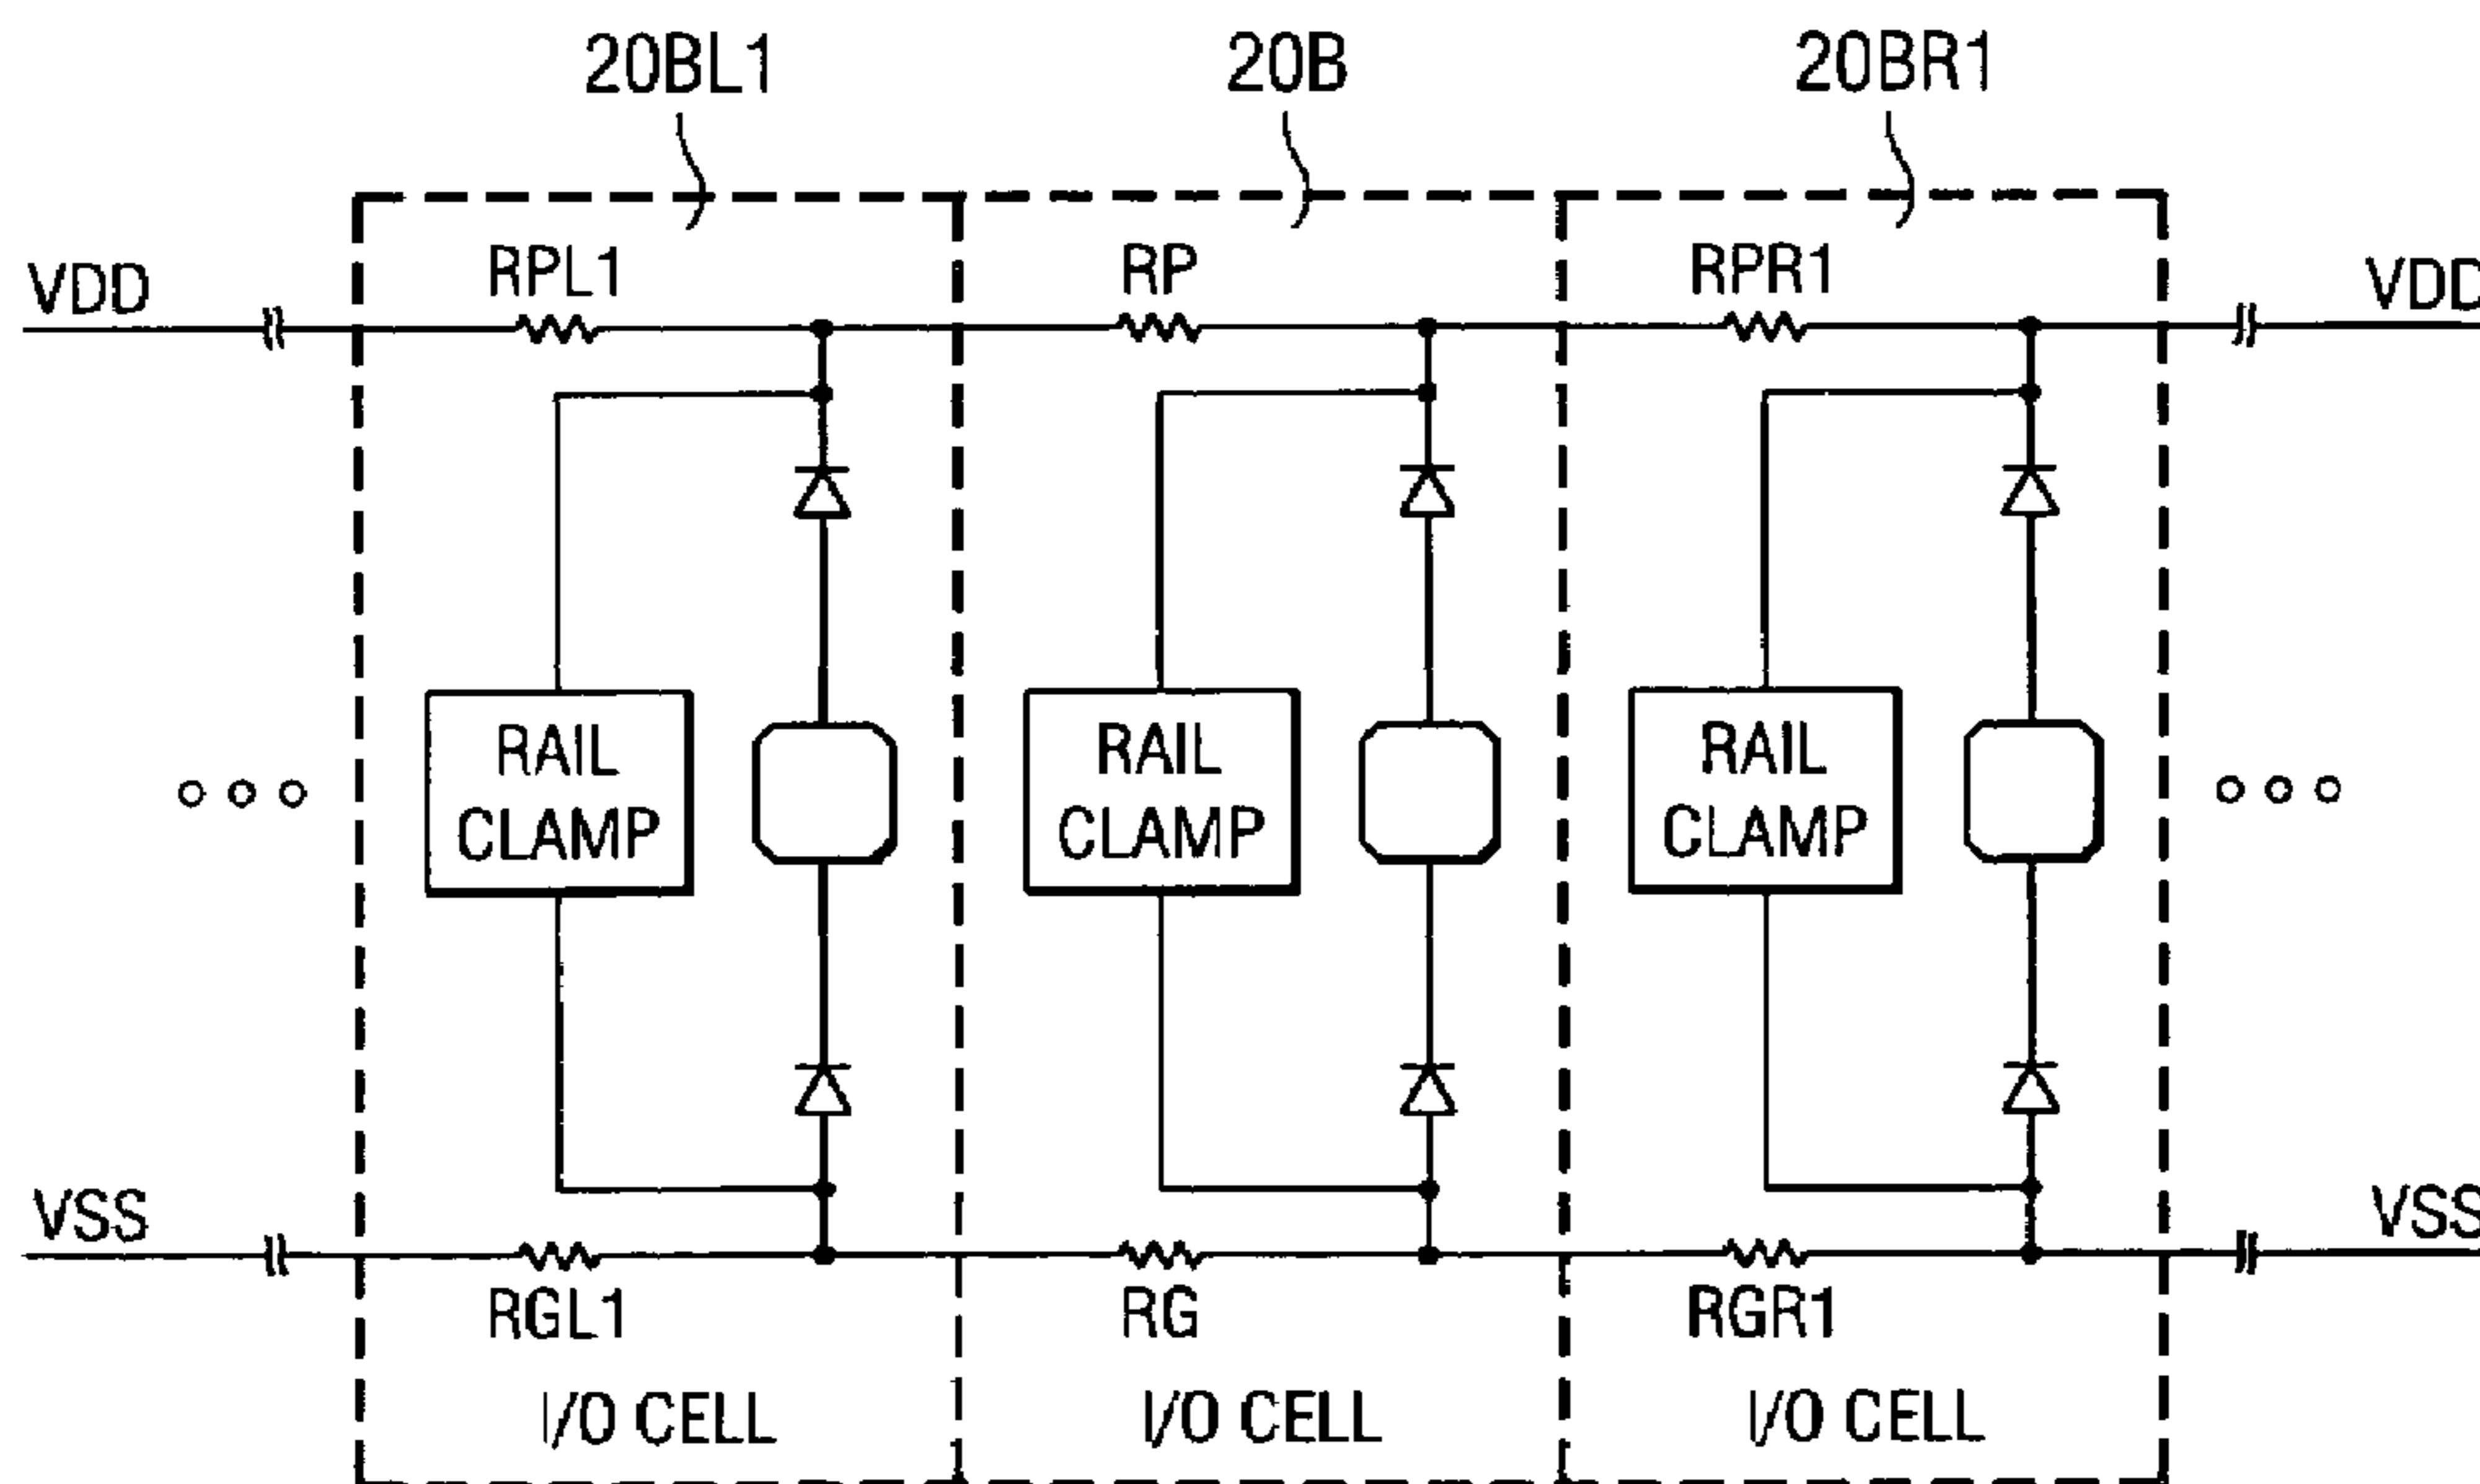 20BL1 20B 20BR1
VDD RPL1 RP RPR1 VDD
RAIL CLAMP
RAIL CLAMP
RAIL CLAMP
VSS VSS
RGL1 RG RGR1
I/O CELL I/O CELL I/O CELL